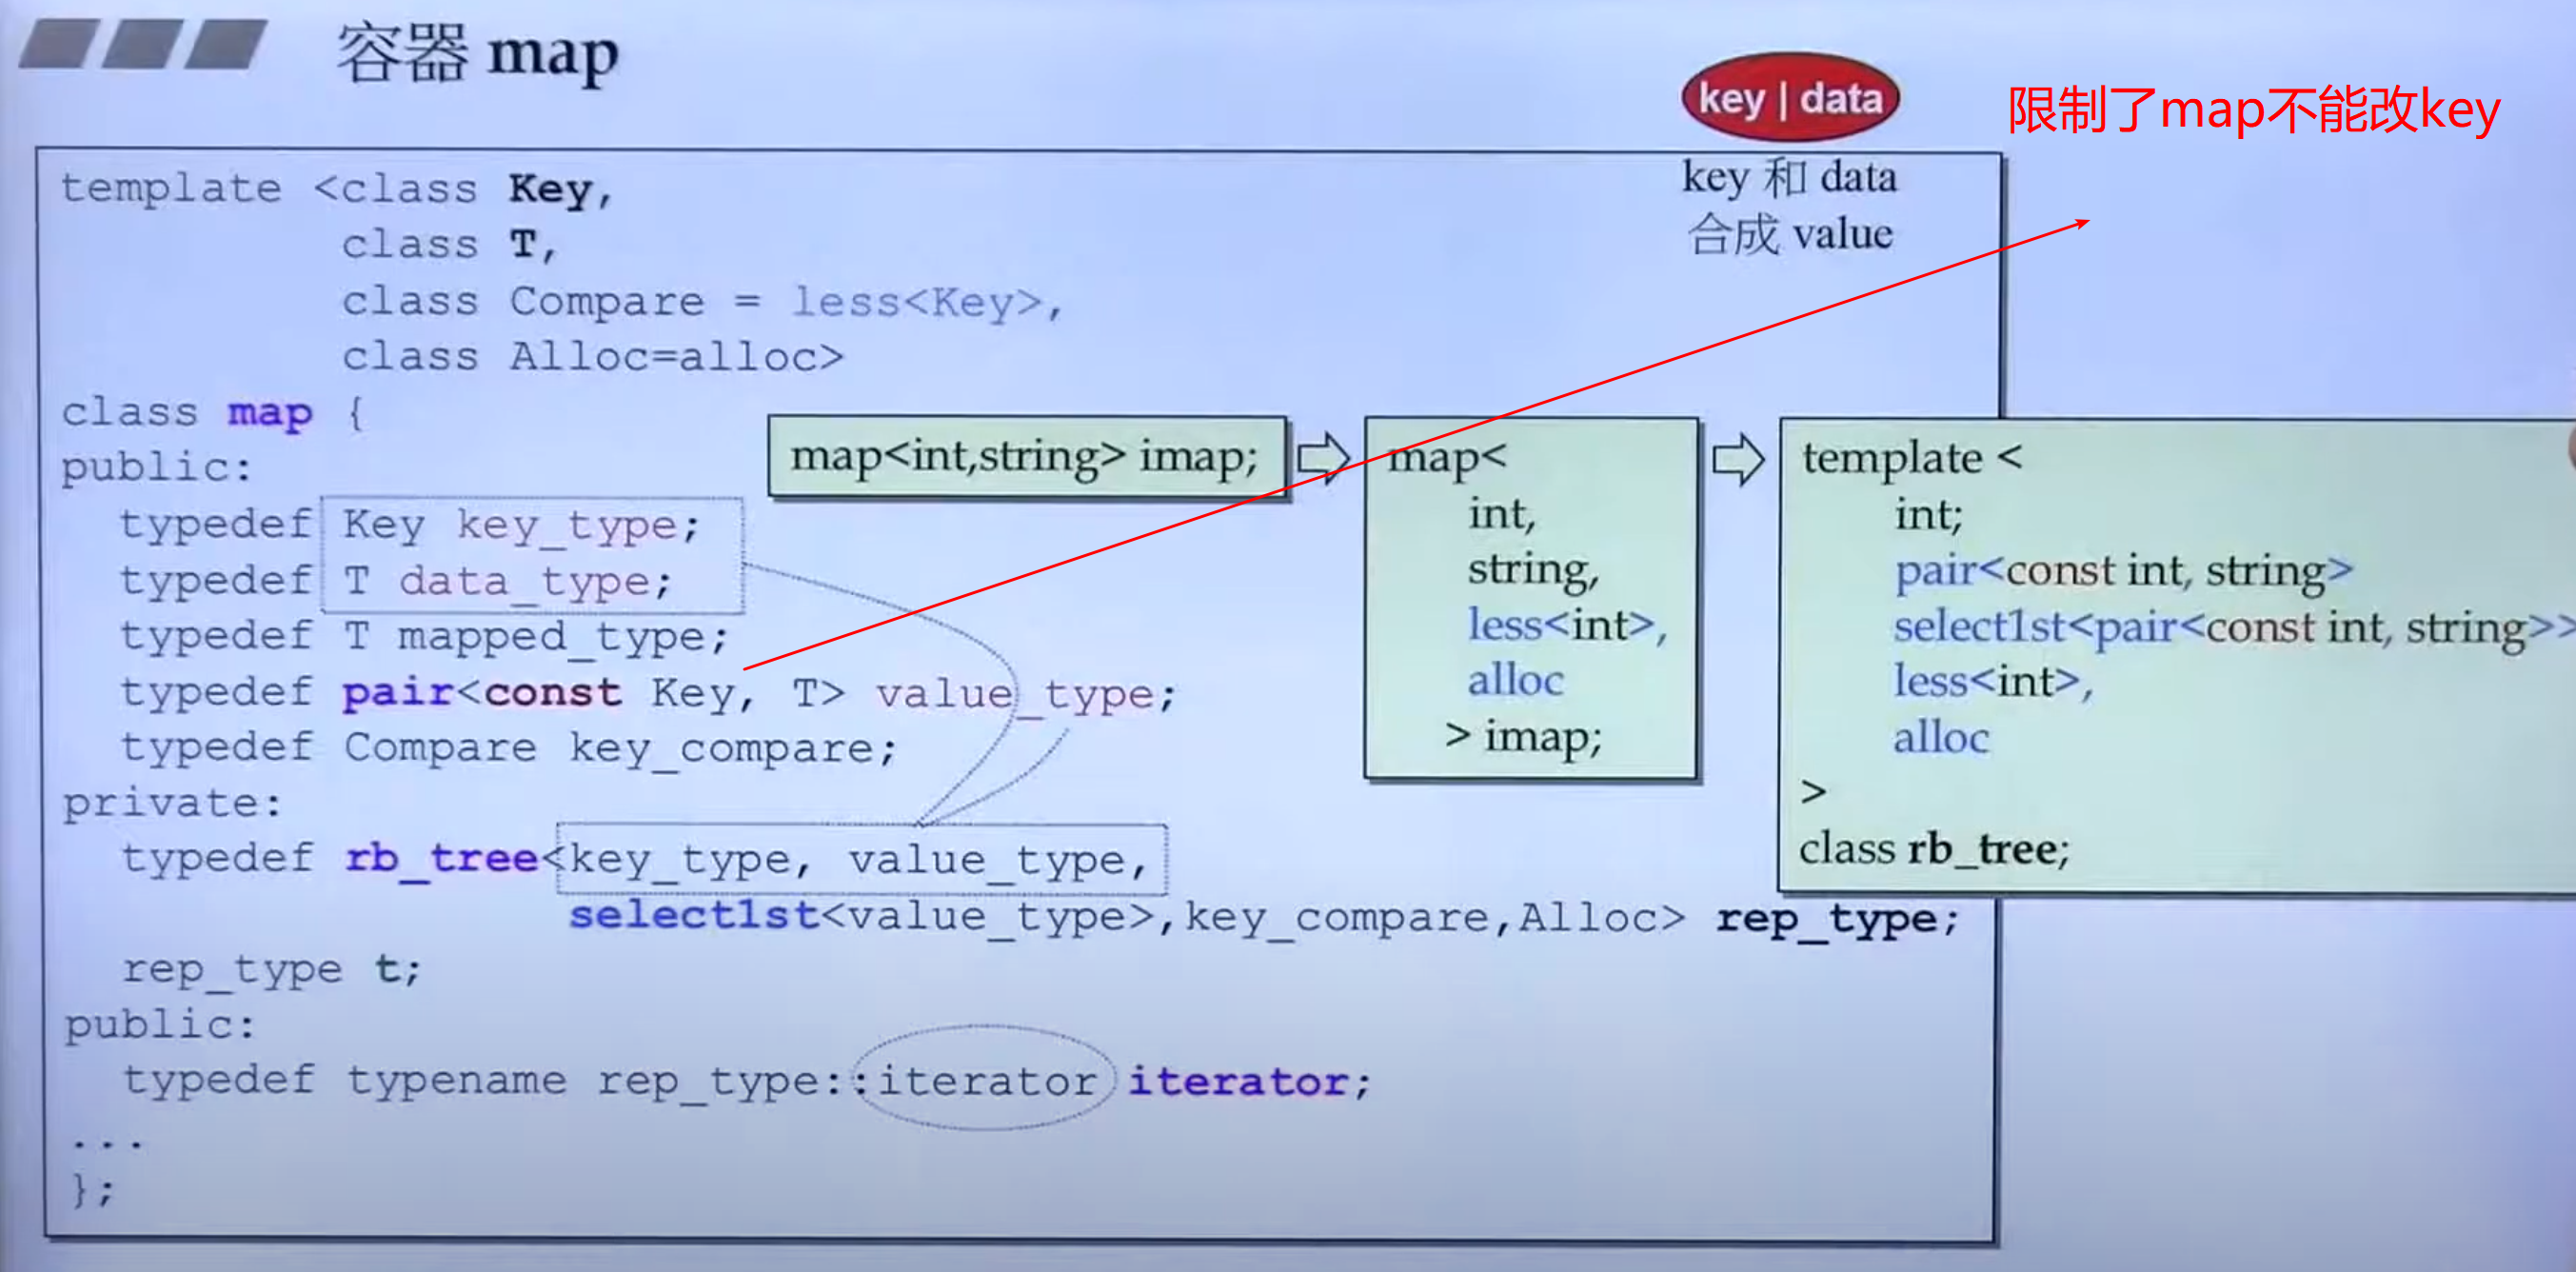 容器 map
key | data
限制了map不能改key
key 和 data
合成 value
template <class Key,
class T,
class Compare = less<Key>,
class Alloc=alloc>
class map {
public:
typedef Key key_type;
typedef T data_type;
typedef T mapped_type;
typedef pair<const Key, T> value_type;
typedef Compare key_compare;
private:
typedef rb_tree<key_type, value_type,
select1st<value_type>,key_compare,Alloc> rep_type;
rep_type t;
public:
typedef typename rep_type::iterator iterator;
...
};
map<int,string> imap;
map<
int,
string,
less<int>,
alloc
> imap;
template <
int;
pair<const int, string>
select1st<pair<const int, string>>
less<int>,
alloc
>
class rb_tree;